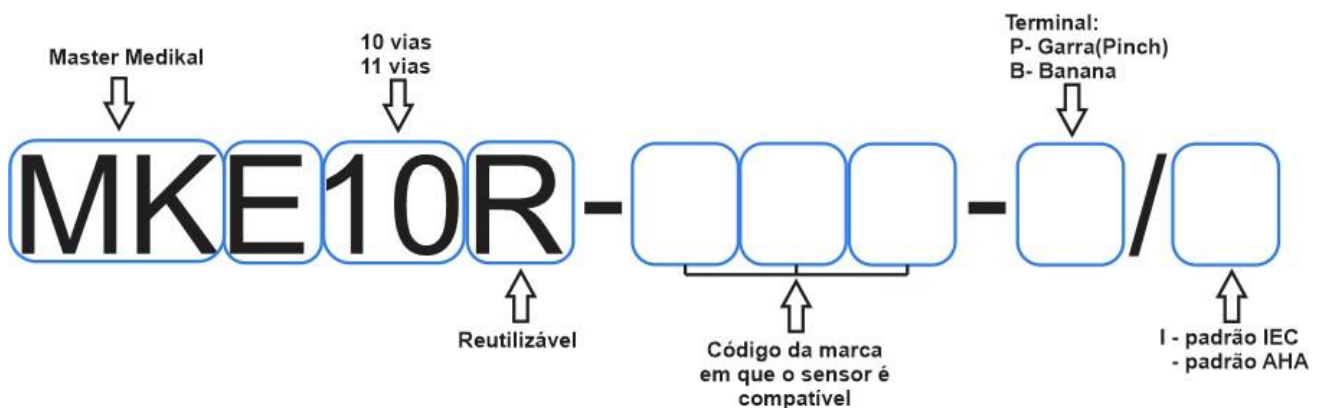 Master Medikal
10 vias
11 vias
Terminal:
P- Garra(Pinch)
B- Banana
MKE10R - - /
Reutilizável
Código da marca
em que o sensor é
compatível
I - padrão IEC
- padrão AHA